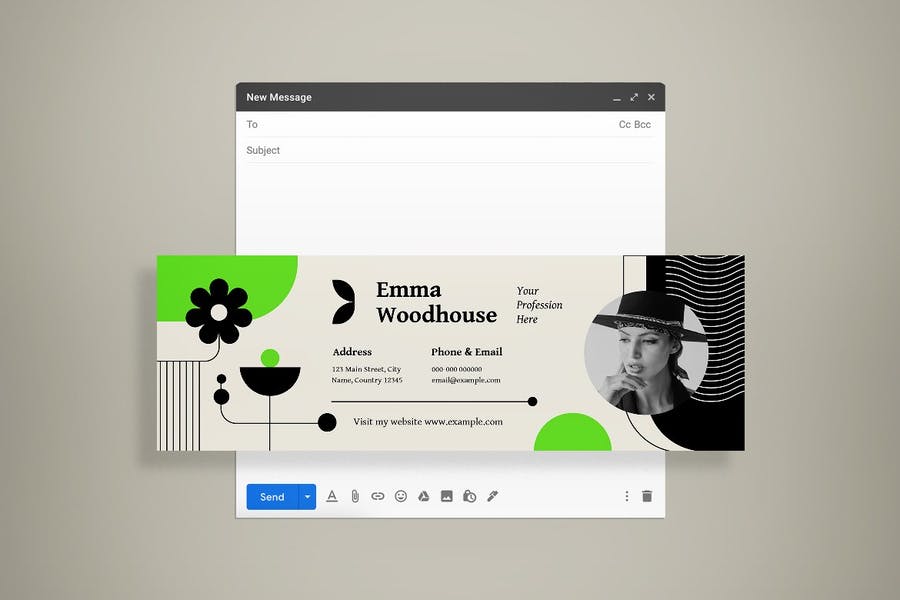 New Message
To
Cc Bcc
Subject
Emma
Woodhouse
Your
Profession
Here
Address
123 Main Street, City
Name, Country 12345
Phone & Email
000-000 000000
email@example.com
Visit my website www.example.com
Send